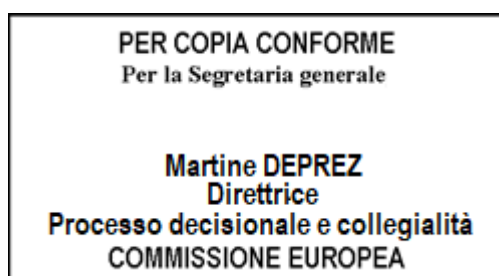 PER COPIA CONFORME
Per la Segretaria generale
Martine DEPREZ
Direttrice
Processo decisionale e collegialità
COMMISSIONE EUROPEA